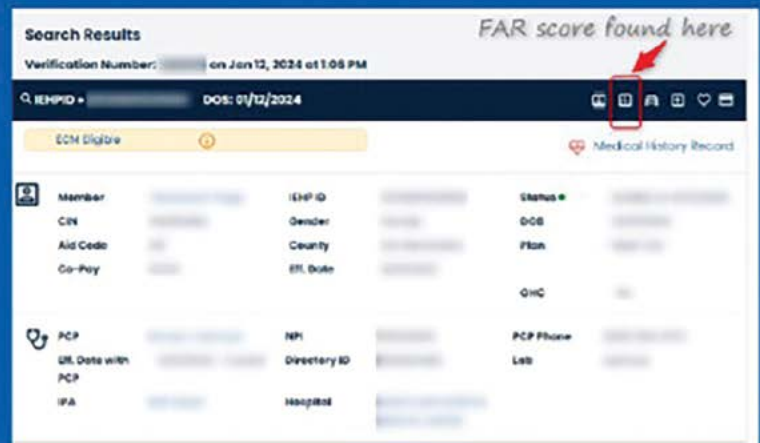 FAR score found here
Search Results
Verification Number: on Jan 12, 2024 at 1:06 PM
IEHPID • DOS: 01/12/2024
ECM Eligible
Medical History Record
Member IEHP ID Status
CIN Gender DOB
Aid Code County Plan
Co-Pay Eff. Date
OHC
PCP NPI PCP Phone
Eff. Date with PCP Directory ID Lab
IPA Hospital